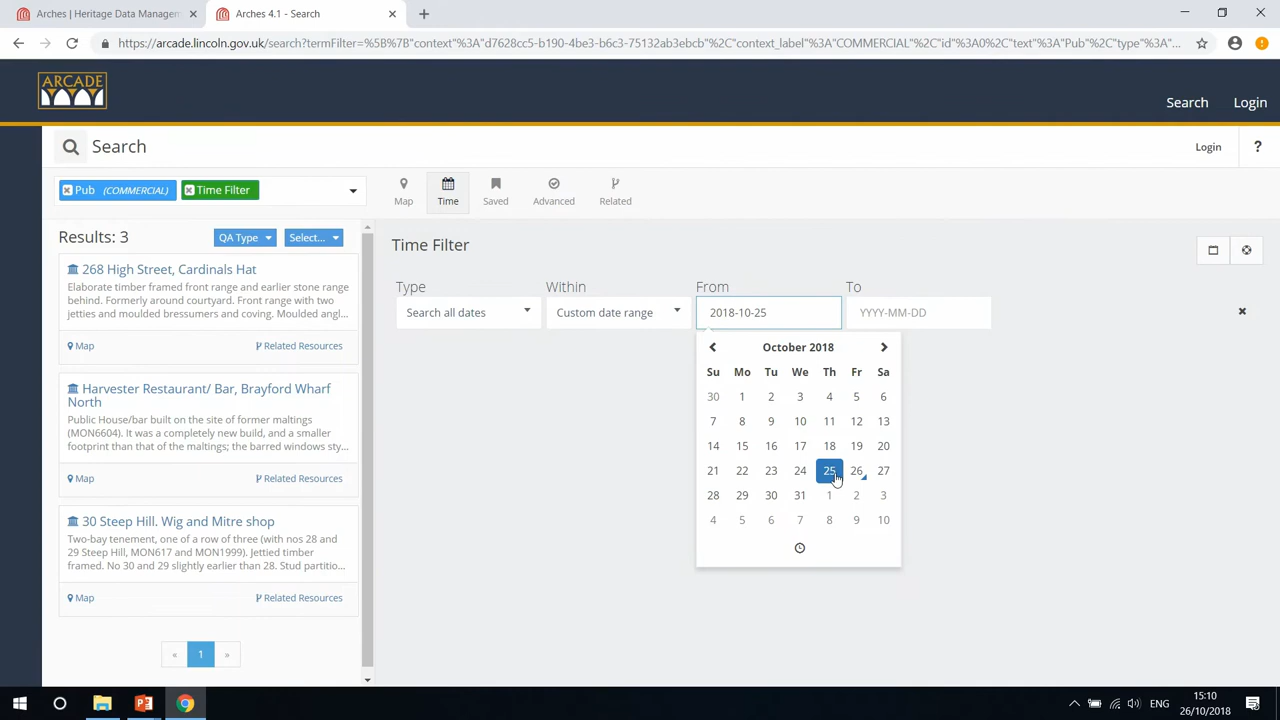 Arches | Heritage Data Managem
Arches 4.1 - Search
https://arcade.lincoln.gov.uk/search?termFilter=%5B%7B"context"%3A"d7628cc5-b190-4be3-b6c3-75132ab3ebcb"%2C"context_label"%3A"COMMERCIAL"%2C"id"%3A0%2C"text"%3A"Pub"%2C"type"%3A"...
ARCADE
Search
Login
Search
Login
?
Pub (COMMERCIAL)
Time Filter
Map
Time
Saved
Advanced
Related
Results: 3
QA Type
Select...
268 High Street, Cardinals Hat
Elaborate timber framed front range and earlier stone range
behind. Formerly around courtyard. Front range with two
jetties and moulded bressumers and coving. Moulded angl...
Map
Related Resources
Harvester Restaurant/ Bar, Brayford Wharf
North
Public House/bar built on the site of former maltings
(MON6604). It was a completely new build, and a smaller
footprint than that of the maltings; the barred windows sty...
Map
Related Resources
30 Steep Hill. Wig and Mitre shop
Two-bay tenement, one of a row of three (with nos 28 and
29 Steep Hill, MON617 and MON1999). Jettied timber
framed. No 30 and 29 slightly earlier than 28. Stud partitio...
Map
Related Resources
« 1 »
Time Filter
Type
Within
From
To
Search all dates
Custom date range
2018-10-25
YYYY-MM-DD
October 2018
Su Mo Tu We Th Fr Sa
30 1 2 3 4 5 6
7 8 9 10 11 12 13
14 15 16 17 18 19 20
21 22 23 24 25 26 27
28 29 30 31 1 2 3
4 5 6 7 8 9 10
ENG
15:10
26/10/2018